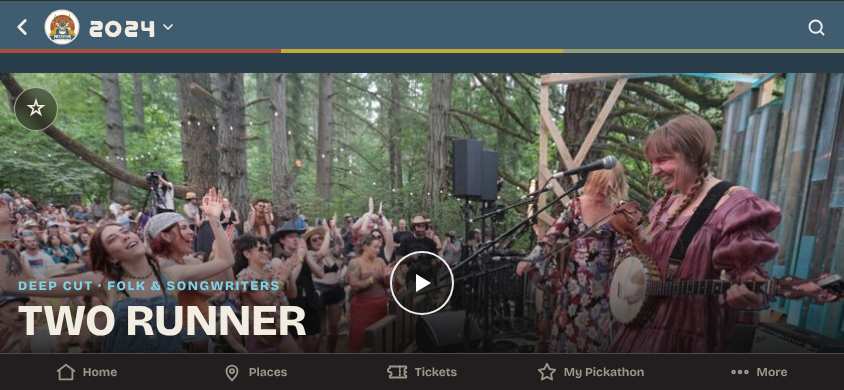 2024
DEEP CUT · FOLK & SONGWRITERS
TWO RUNNER
Home
Places
Tickets
My Pickathon
More